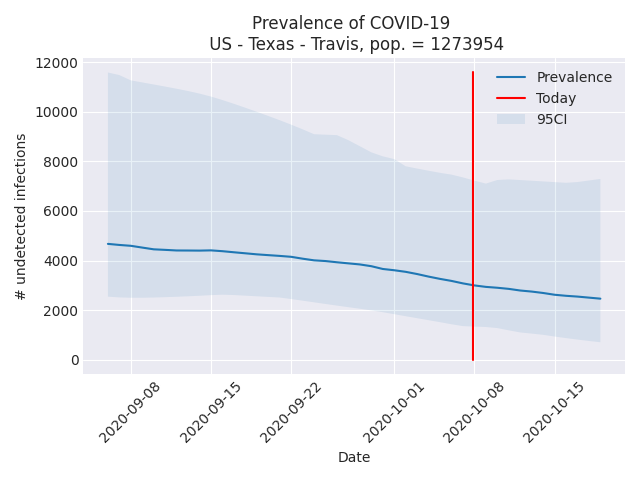 Prevalence of COVID-19
US - Texas - Travis, pop. = 1273954
12000
10000
8000
6000
4000
2000
0
# undetected infections
Prevalence
Today
95CI
2020-09-08
2020-09-15
2020-09-22
2020-10-01
2020-10-08
2020-10-15
Date